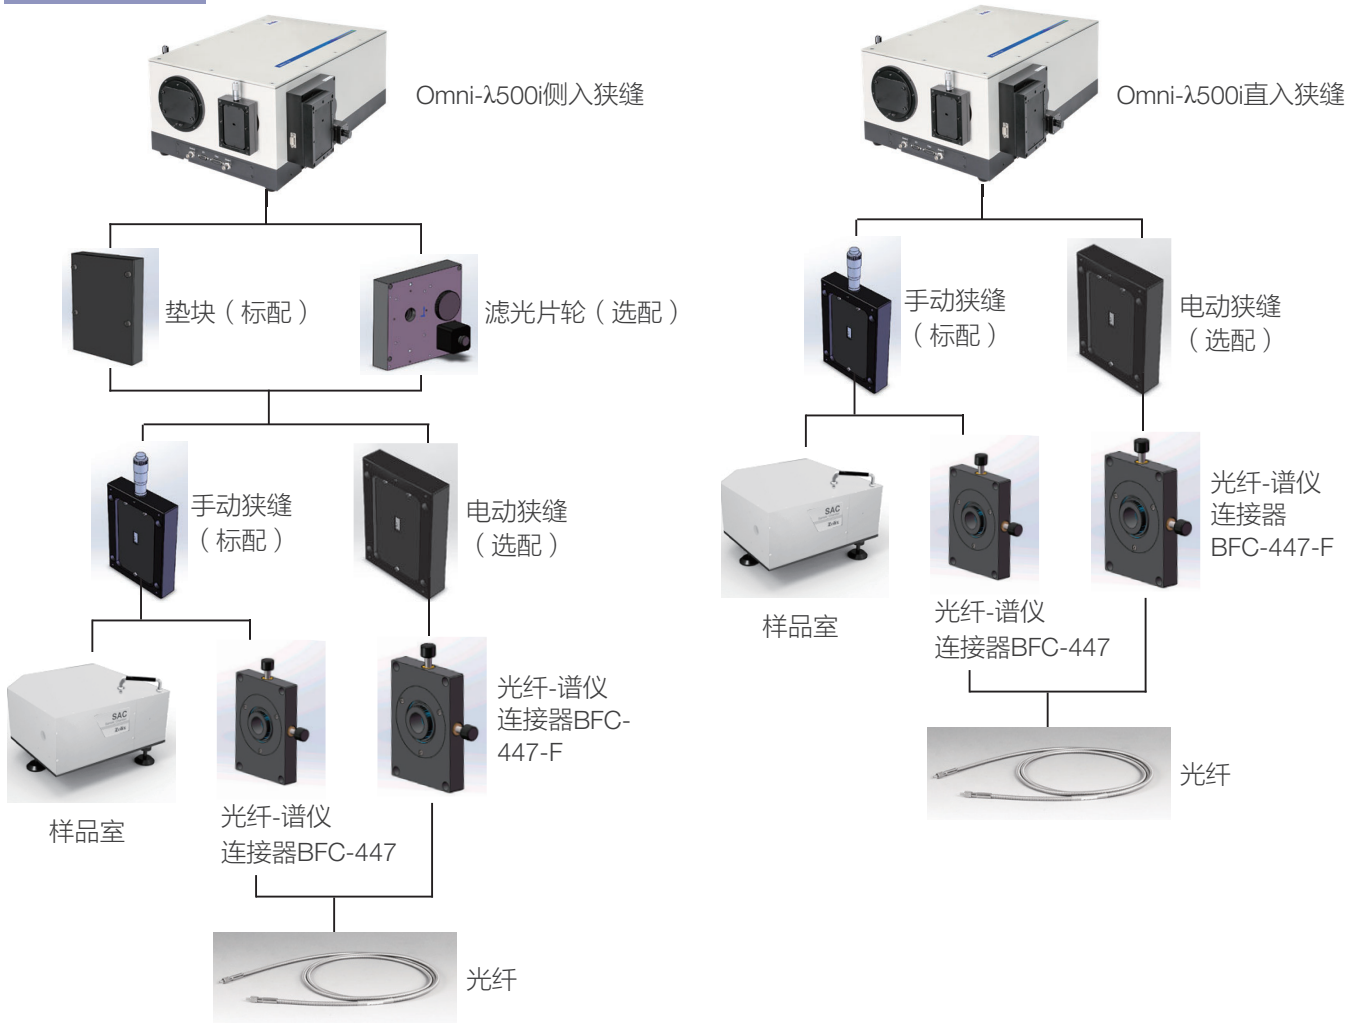 Omni-λ500i侧入狭缝
垫块（标配）
滤光片轮（选配）
手动狭缝
（标配）
电动狭缝
（选配）
SAC
样品室
光纤-谱仪
连接器BFC-447
光纤-谱仪
连接器BFC-
447-F
光纤
Omni-λ500i直入狭缝
手动狭缝
（标配）
电动狭缝
（选配）
SAC
样品室
光纤-谱仪
连接器BFC-447
光纤-谱仪
连接器
BFC-447-F
光纤